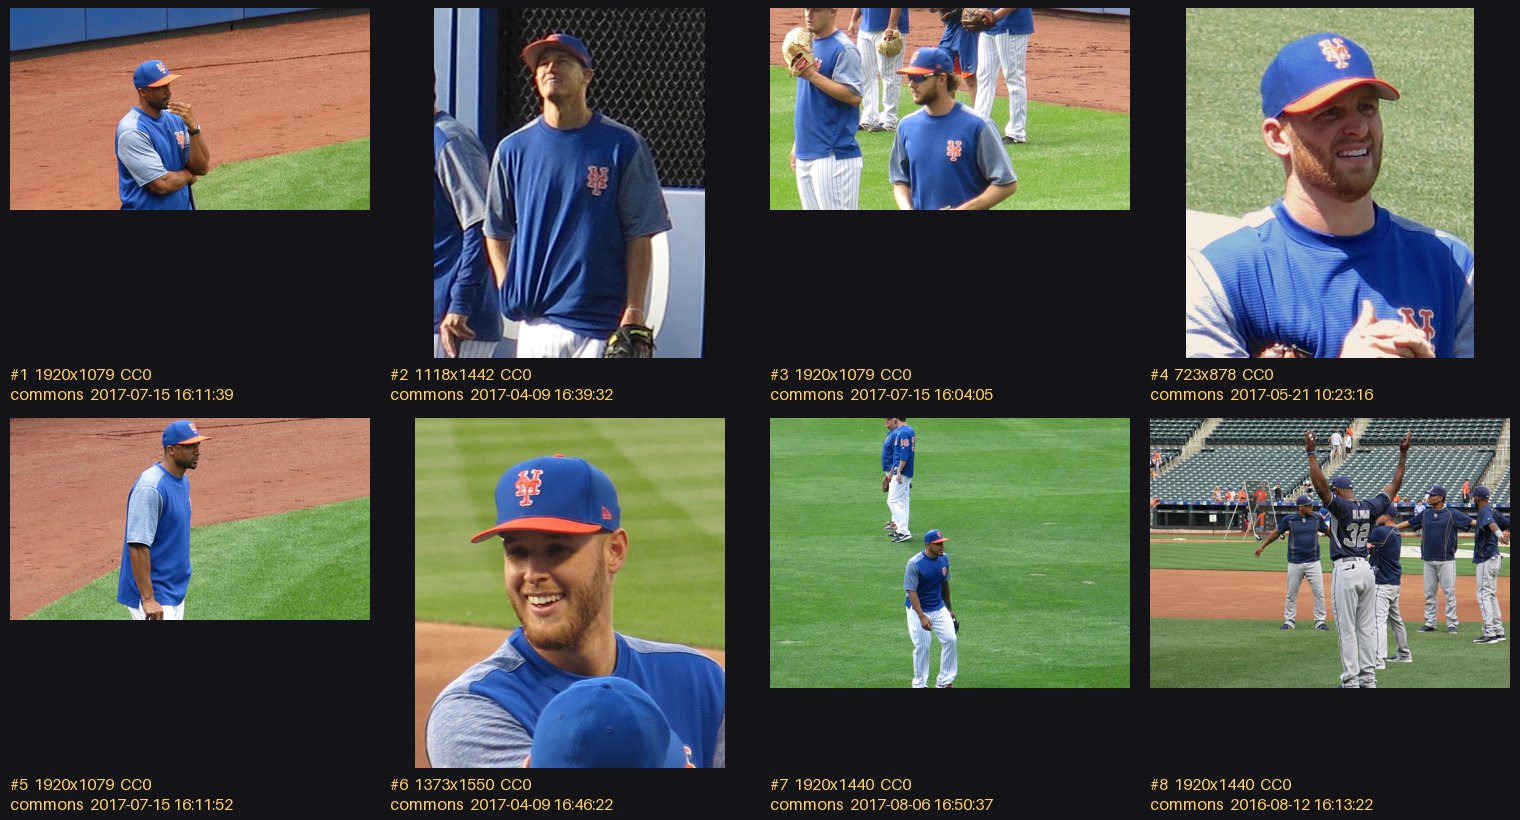 #1 1920x1079 CC0
commons 2017-07-15 16:11:39
#2 1118x1442 CC0
commons 2017-04-09 16:39:32
#3 1920x1079 CC0
commons 2017-07-15 16:04:05
#4 723x878 CC0
commons 2017-05-21 10:23:16
#5 1920x1079 CC0
commons 2017-07-15 16:11:52
#6 1373x1550 CC0
commons 2017-04-09 16:46:22
#7 1920x1440 CC0
commons 2017-08-06 16:50:37
32
#8 1920x1440 CC0
commons 2016-08-12 16:13:22